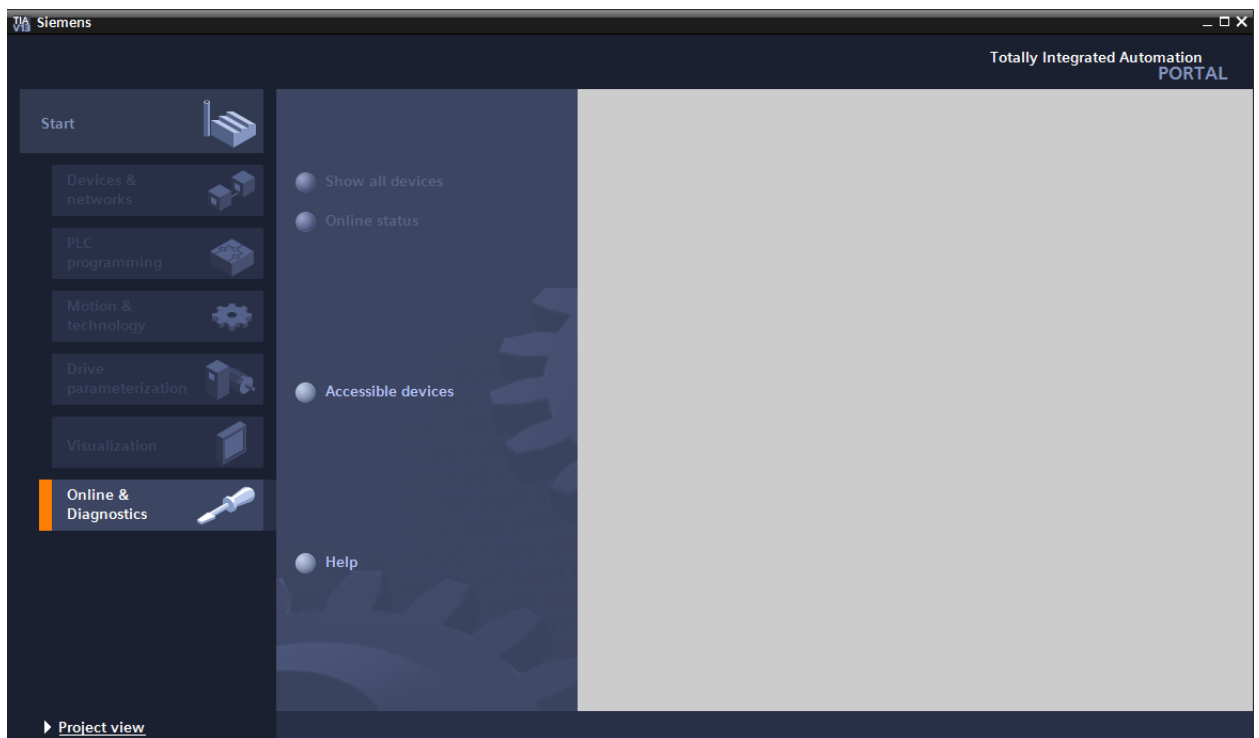 TIA
V13
Siemens
Totally Integrated Automation
PORTAL
Start
Devices &
networks
PLC
programming
Motion &
technology
Drive
parameterization
Visualization
Online &
Diagnostics
Show all devices
Online status
Accessible devices
Help
Project view